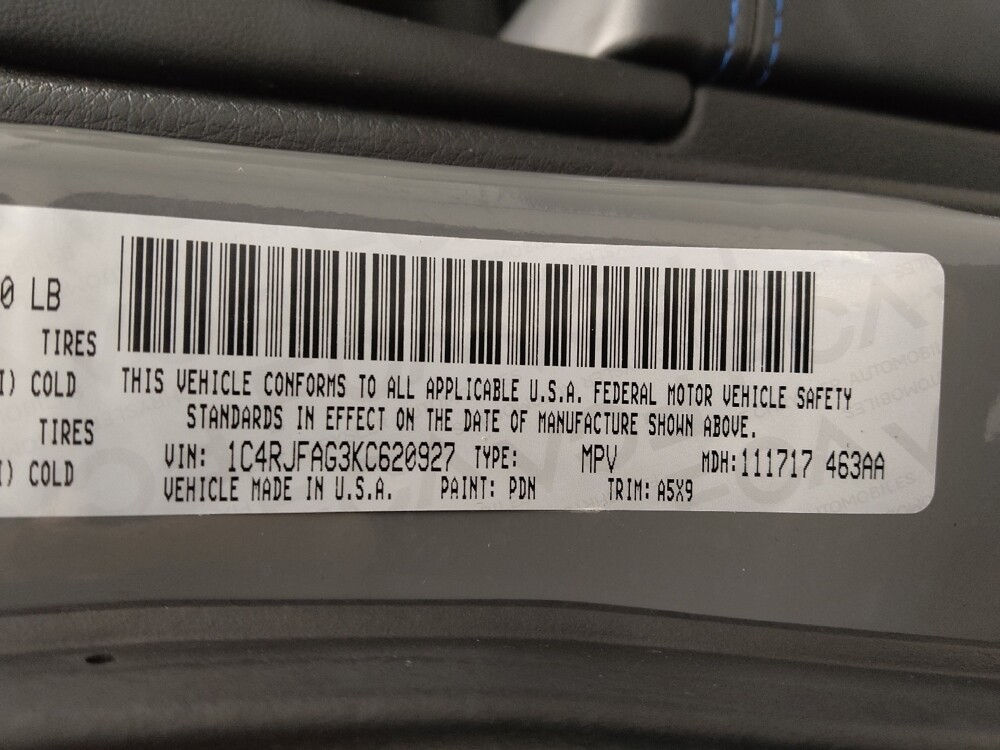 0 LB
TIRES
I) COLD
TIRES
I) COLD
THIS VEHICLE CONFORMS TO ALL APPLICABLE U.S.A. FEDERAL MOTOR VEHICLE SAFETY
STANDARDS IN EFFECT ON THE DATE OF MANUFACTURE SHOWN ABOVE.
VIN: 1C4RJFAG3KC620927 TYPE: MPV MDH:111717 463AA
VEHICLE MADE IN U.S.A. PAINT: PDN TRIM: A5X9